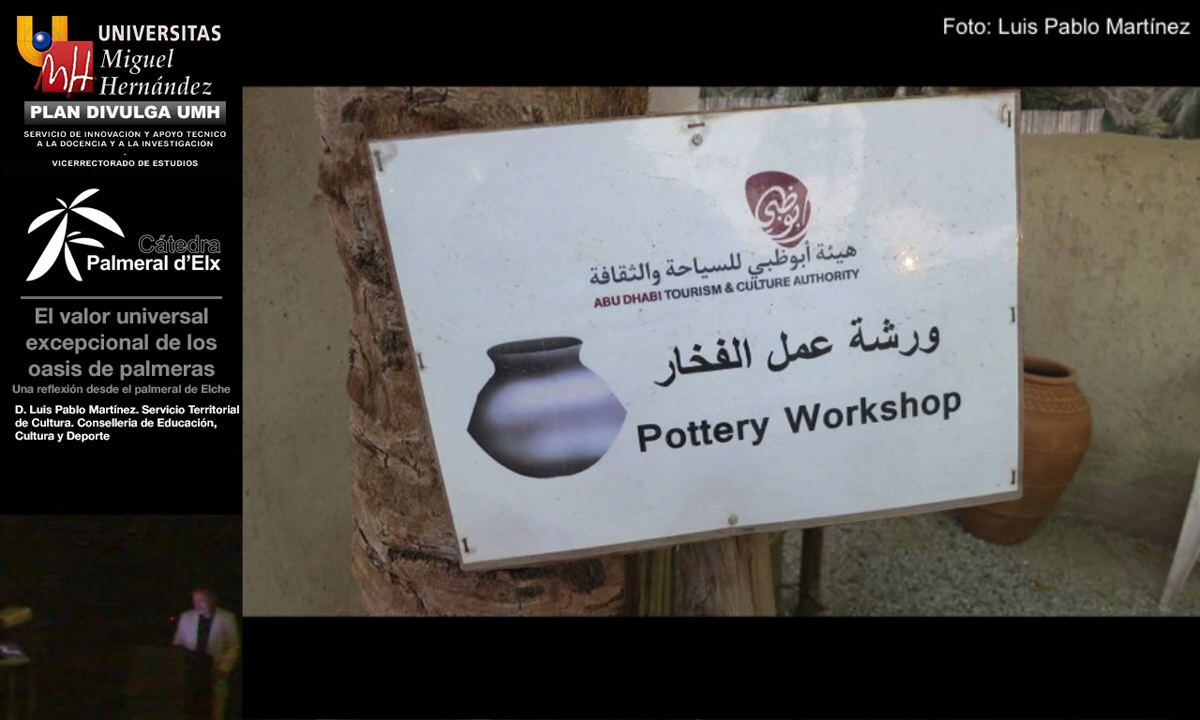 UNIVERSITAS
Miguel
Hernández
PLAN DIVULGA UMH
SERVICIO DE INNOVACION Y APOYO TECNICO
A LA DOCENCIA Y A LA INVESTIGACION
-
VICERRECTORADO DE ESTUDIOS
Cátedra
Palmeral d'Elx
El valor universal
excepcional de los
oasis de palmeras
Una reflexión desde el palmeral de Elche
D. Luis Pablo Martínez. Servicio Territorial
de Cultura. Conselleria de Educación,
Cultura y Deporte
Foto: Luis Pablo Martínez
أبوظبي
هيئة أبوظبي للسياحة والثقافة
ABU DHABI TOURISM & CULTURE AUTHORITY
ورشة عمل الفخار
Pottery Workshop